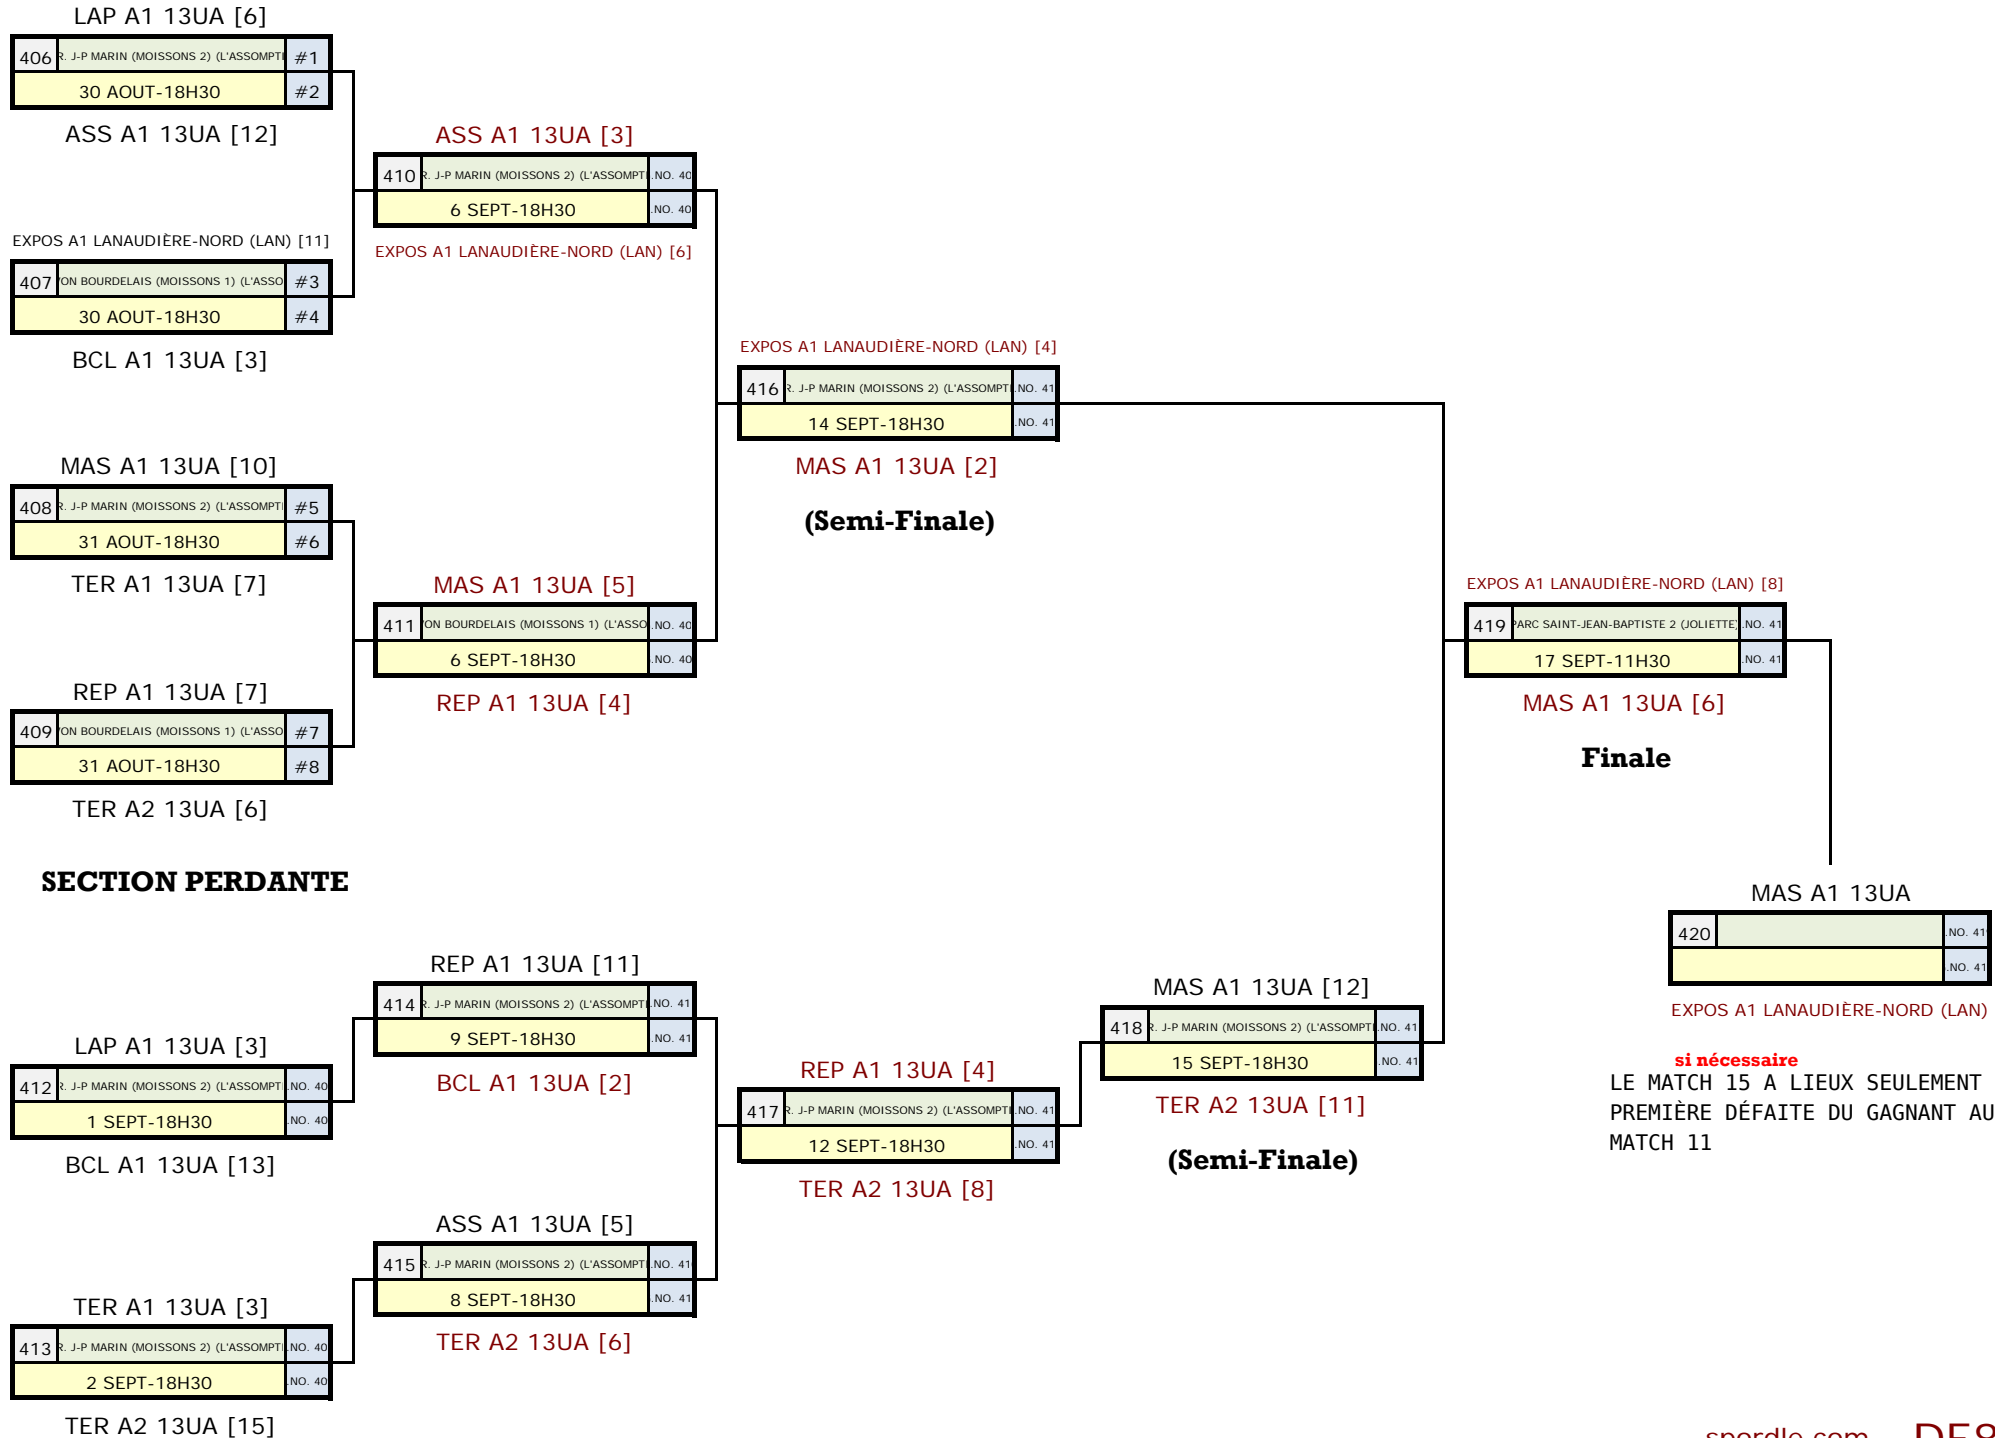 LAP A1 13UA [6]
406 R. J-P MARIN (MOISSONS 2) (L'ASSOMPTI #1
30 AOUT-18H30 #2
ASS A1 13UA [12]
EXPOS A1 LANAUDIÈRE-NORD (LAN) [11]
407 ON BOURDELAIS (MOISSONS 1) (L'ASSO #3
30 AOUT-18H30 #4
BCL A1 13UA [3]
MAS A1 13UA [10]
408 R. J-P MARIN (MOISSONS 2) (L'ASSOMPTI #5
31 AOUT-18H30 #6
TER A1 13UA [7]
REP A1 13UA [7]
409 ON BOURDELAIS (MOISSONS 1) (L'ASSO #7
31 AOUT-18H30 #8
TER A2 13UA [6]
ASS A1 13UA [3]
410 R. J-P MARIN (MOISSONS 2) (L'ASSOMPTI .NO. 40
6 SEPT-18H30 .NO. 40
EXPOS A1 LANAUDIÈRE-NORD (LAN) [6]
MAS A1 13UA [5]
411 ON BOURDELAIS (MOISSONS 1) (L'ASSO .NO. 40
6 SEPT-18H30 .NO. 40
REP A1 13UA [4]
EXPOS A1 LANAUDIÈRE-NORD (LAN) [4]
416 R. J-P MARIN (MOISSONS 2) (L'ASSOMPTI .NO. 41
14 SEPT-18H30 .NO. 41
MAS A1 13UA [2]
(Semi-Finale)
EXPOS A1 LANAUDIÈRE-NORD (LAN) [8]
419 PARC SAINT-JEAN-BAPTISTE 2 (JOLIETTE) .NO. 41
17 SEPT-11H30 .NO. 41
MAS A1 13UA [6]
Finale
SECTION PERDANTE
LAP A1 13UA [3]
412 R. J-P MARIN (MOISSONS 2) (L'ASSOMPTI .NO. 40
1 SEPT-18H30 .NO. 40
BCL A1 13UA [13]
TER A1 13UA [3]
413 R. J-P MARIN (MOISSONS 2) (L'ASSOMPTI .NO. 40
2 SEPT-18H30 .NO. 40
TER A2 13UA [15]
REP A1 13UA [11]
414 R. J-P MARIN (MOISSONS 2) (L'ASSOMPTI .NO. 41
9 SEPT-18H30 .NO. 41
BCL A1 13UA [2]
ASS A1 13UA [5]
415 R. J-P MARIN (MOISSONS 2) (L'ASSOMPTI .NO. 41
8 SEPT-18H30 .NO. 41
TER A2 13UA [6]
REP A1 13UA [4]
417 R. J-P MARIN (MOISSONS 2) (L'ASSOMPTI .NO. 41
12 SEPT-18H30 .NO. 41
TER A2 13UA [8]
MAS A1 13UA [12]
418 R. J-P MARIN (MOISSONS 2) (L'ASSOMPTI .NO. 41
15 SEPT-18H30 .NO. 41
TER A2 13UA [11]
(Semi-Finale)
MAS A1 13UA
420 .NO. 41
.NO. 41
EXPOS A1 LANAUDIÈRE-NORD (LAN)
si nécessaire
LE MATCH 15 A LIEUX SEULEMENT
PREMIÈRE DÉFAITE DU GAGNANT AU
MATCH 11
spordle.com DE8